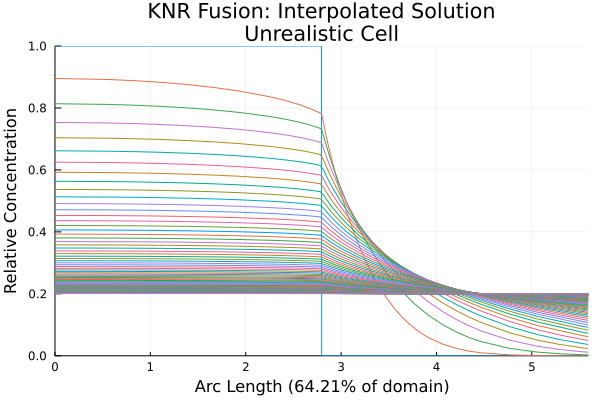 KNR Fusion: Interpolated Solution
Unrealistic Cell
Relative Concentration
1.0
0.8
0.6
0.4
0.2
0.0
0 1 2 3 4 5
Arc Length (64.21% of domain)